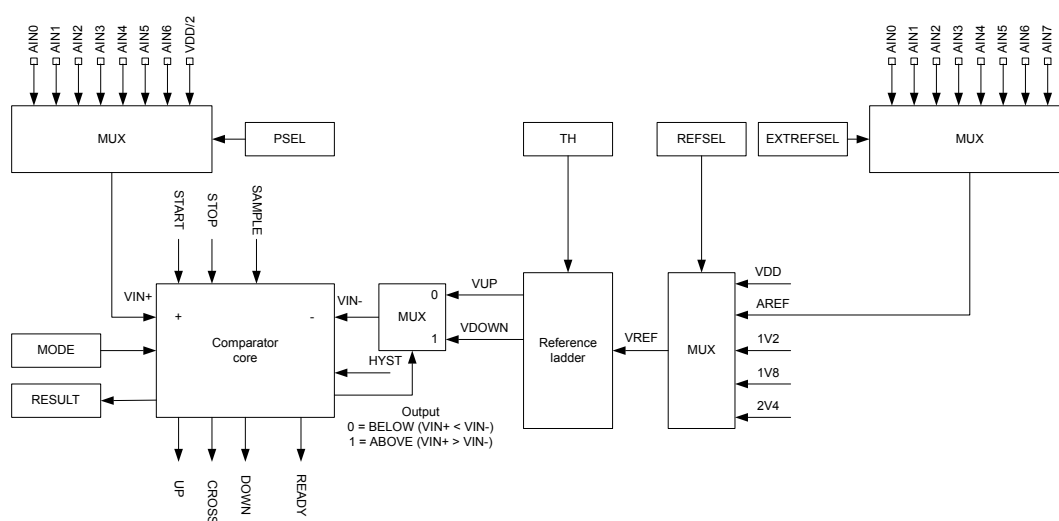 AIN0
AIN1
AIN2
AIN3
AIN4
AIN5
AIN6
VDD/2
AIN0
AIN1
AIN2
AIN3
AIN4
AIN5
AIN6
AIN7
MUX
PSEL
TH
REFSEL
EXTREFSEL
MUX
START
STOP
SAMPLE
VIN+
+
Comparator
core
-
VIN-
0
MUX
1
VUP
VDOWN
Reference
ladder
VREF
MUX
VDD
AREF
1V2
1V8
2V4
MODE
RESULT
HYST
Output
0 = BELOW (VIN+ < VIN-)
1 = ABOVE (VIN+ > VIN-)
UP
CROSS
DOWN
READY